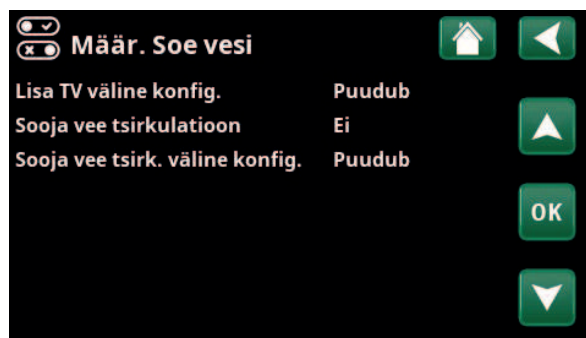 Määr. Soe vesi
Lisa TV väline konfig. Puudub
Sooja vee tsirkulatioon Ei
Sooja vee tsirk. väline konfig. Puudub
OK